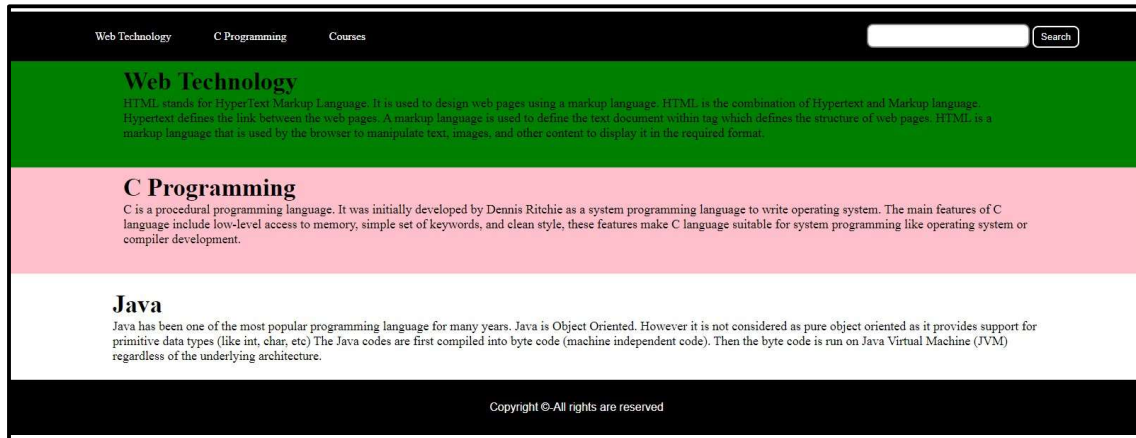 Web Technology C Programming Courses Search
Web Technology
HTML stands for HyperText Markup Language. It is used to design web pages using a markup language. HTML is the combination of Hypertext and Markup language.
Hypertext defines the link between the web pages. A markup language is used to define the text document within tag which defines the structure of web pages. HTML is a
markup language that is used by the browser to manipulate text, images, and other content to display it in the required format.
C Programming
C is a procedural programming language. It was initially developed by Dennis Ritchie as a system programming language to write operating system. The main features of C
language include low-level access to memory, simple set of keywords, and clean style, these features make C language suitable for system programming like operating system or
compiler development.
Java
Java has been one of the most popular programming language for many years. Java is Object Oriented. However it is not considered as pure object oriented as it provides support for
primitive data types (like int, char, etc) The Java codes are first compiled into byte code (machine independent code). Then the byte code is run on Java Virtual Machine (JVM)
regardless of the underlying architecture.
Copyright ©-All rights are reserved